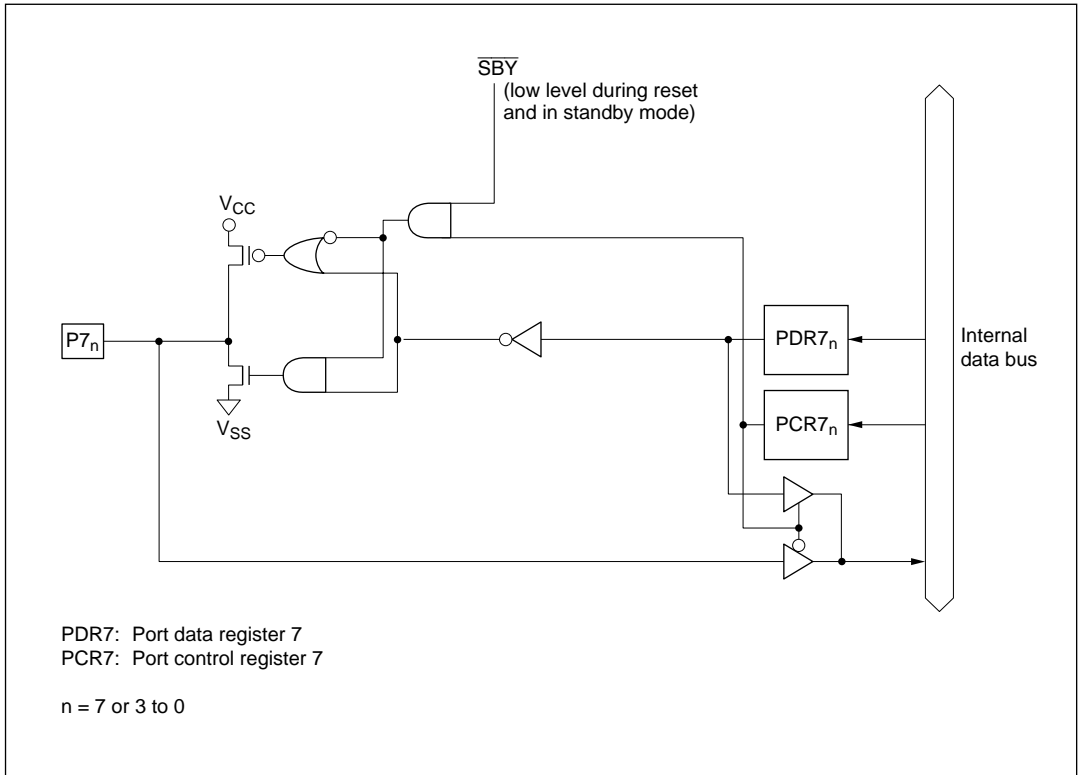 SBY
(low level during reset
and in standby mode)
VCC
P7n
PDR7n
Internal
data bus
PCR7n
VSS
PDR7: Port data register 7
PCR7: Port control register 7
n = 7 or 3 to 0